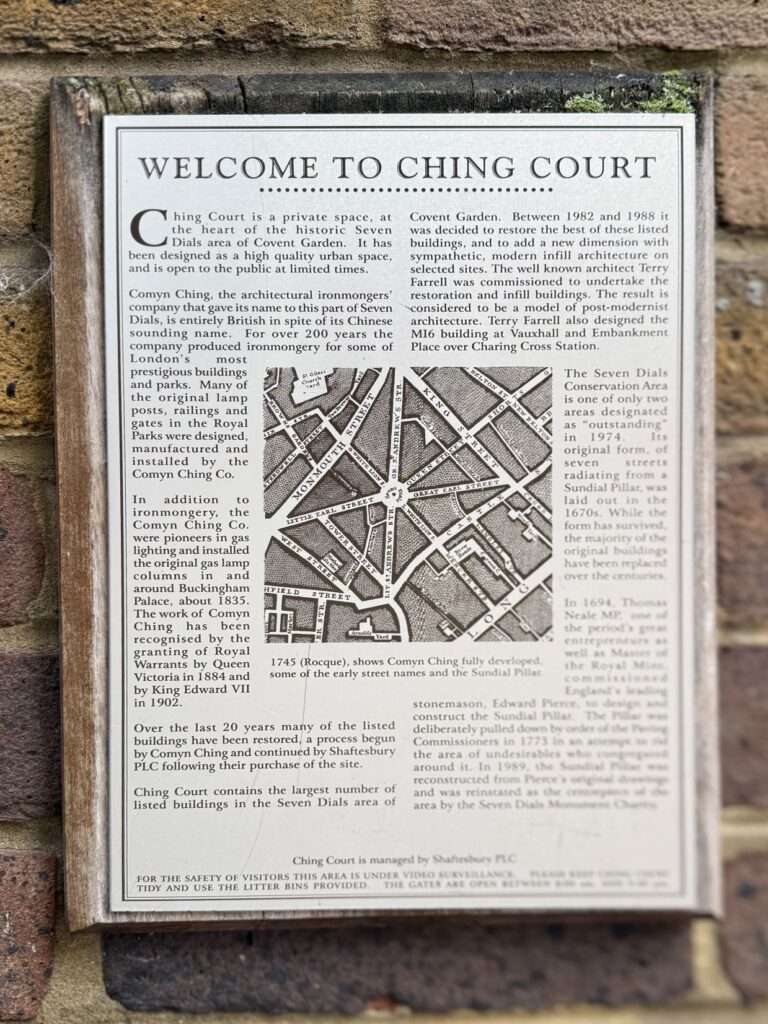 WELCOME TO CHING COURT
Ching Court is a private space, at
the heart of the historic Seven
Dials area of Covent Garden. It has
been designed as a high quality urban space,
and is open to the public at limited times.
Comyn Ching, the architectural ironmongers'
company that gave its name to this part of Seven
Dials, is entirely British in spite of its Chinese
sounding name. For over 200 years the
company produced ironmongery for some of
London's most
prestigious buildings
and parks. Many of
the original lamp
posts, railings and
gates in the Royal
Parks were designed,
manufactured and
installed by the
Comyn Ching Co.
In addition to
ironmongery, the
Comyn Ching Co.
were pioneers in gas
lighting and installed
the original gas lamp
columns in and
around Buckingham
Palace, about 1835.
The work of Comyn
Ching has been
recognised by the
granting of Royal
Warrants by Queen
Victoria in 1884 and
by King Edward VII
in 1902.
Over the last 20 years many of the listed
buildings have been restored, a process begun
by Comyn Ching and continued by Shaftesbury
PLC following their purchase of the site.
Ching Court contains the largest number of
listed buildings in the Seven Dials area of
Covent Garden. Between 1982 and 1988 it
was decided to restore the best of these listed
buildings, and to add a new dimension with
sympathetic, modern infill architecture on
selected sites. The well known architect Terry
Farrell was commissioned to undertake the
restoration and infill buildings. The result is
considered to be a model of post-modernist
architecture. Terry Farrell also designed the
MI6 building at Vauxhall and Embankment
Place over Charing Cross Station.
The Seven Dials
Conservation Area
is one of only two
areas designated
as "outstanding"
in 1974. Its
original form, of
seven streets
radiating from a
Sundial Pillar, was
laid out in the
1670s. While the
form has survived,
the majority of the
original buildings
have been replaced
over the centuries.
In 1694, Thomas
Neale MP, one of
the period's great
entrepreneurs as
well as Master of
the Royal Mint,
commissioned
England's leading
stonemason, Edward Pierce, to design and
construct the Sundial Pillar. The Pillar was
deliberately pulled down by order of the Paving
Commissioners in 1773 in an attempt to rid
the area of undesirables who congregated
around it. In 1989, the Sundial Pillar was
reconstructed from Pierce's original drawings
and was reinstated as the centrepiece of the
area by the Seven Dials Monument Charity.
St Giles's
Church
Yard
MONMOUTH STREET
GR. ST ANDREW'S STR.
KING STREET
QUEEN STREET
GREAT EARL STREET
LITTLE EARL STREET
TOWER STREET
WEST STREET
LIT. ST ANDREW'S STR.
HFIELD STREET
ER STR.
LONG
Yard
1745 (Rocque), shows Comyn Ching fully developed,
some of the early street names and the Sundial Pillar.
Ching Court is managed by Shaftesbury PLC
FOR THE SAFETY OF VISITORS THIS AREA IS UNDER VIDEO SURVEILLANCE. PLEASE KEEP CHING COURT
TIDY AND USE THE LITTER BINS PROVIDED. THE GATES ARE OPEN BETWEEN